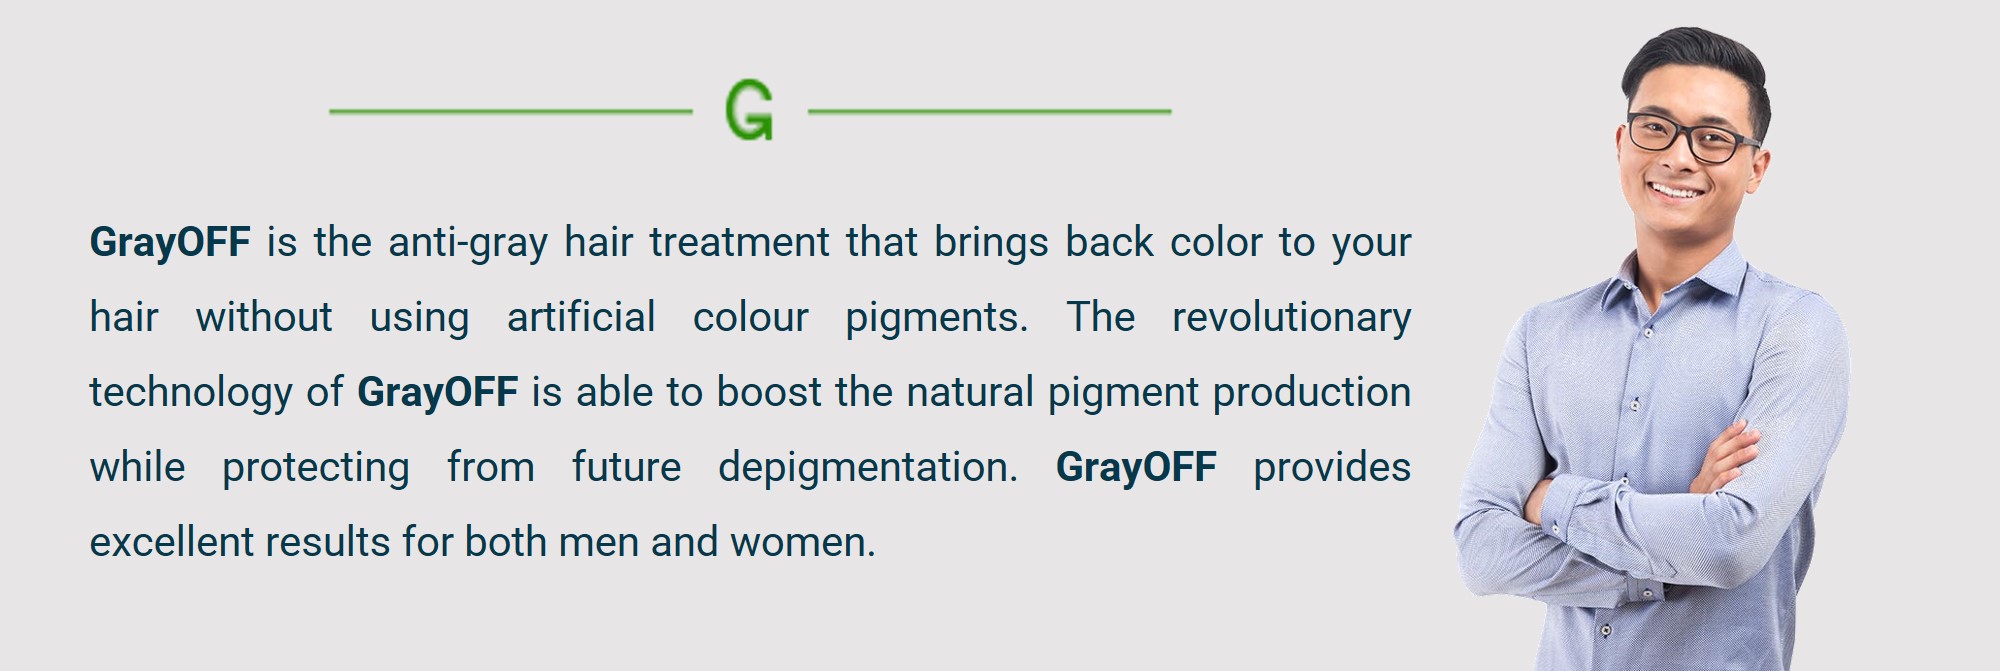 G
GrayOFF is the anti-gray hair treatment that brings back color to your
hair without using artificial colour pigments. The revolutionary
technology of GrayOFF is able to boost the natural pigment production
while protecting from future depigmentation. GrayOFF provides
excellent results for both men and women.